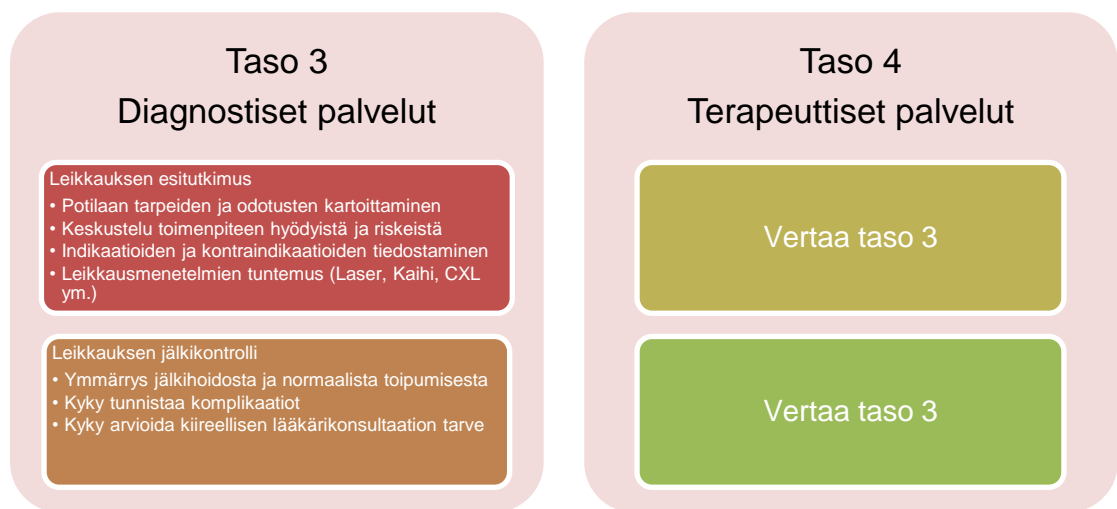 Taso 3
Diagnostiset palvelut
Leikkauksen esitutkimus
• Potilaan tarpeiden ja odotusten kartoittaminen
• Keskustelu toimenpiteen hyödyistä ja riskeistä
• Indikaatioiden ja kontraindikaatioiden tiedostaminen
• Leikkausmenetelmien tuntemus (Laser, Kaihi, CXL
ym.)
Leikkauksen jälkikontrolli
• Ymmärrys jälkihoidosta ja normaalista toipumisesta
• Kyky tunnistaa komplikaatiot
• Kyky arvioida kiireellisen lääkärikonsultaation tarve
Taso 4
Terapeuttiset palvelut
Vertaa taso 3
Vertaa taso 3